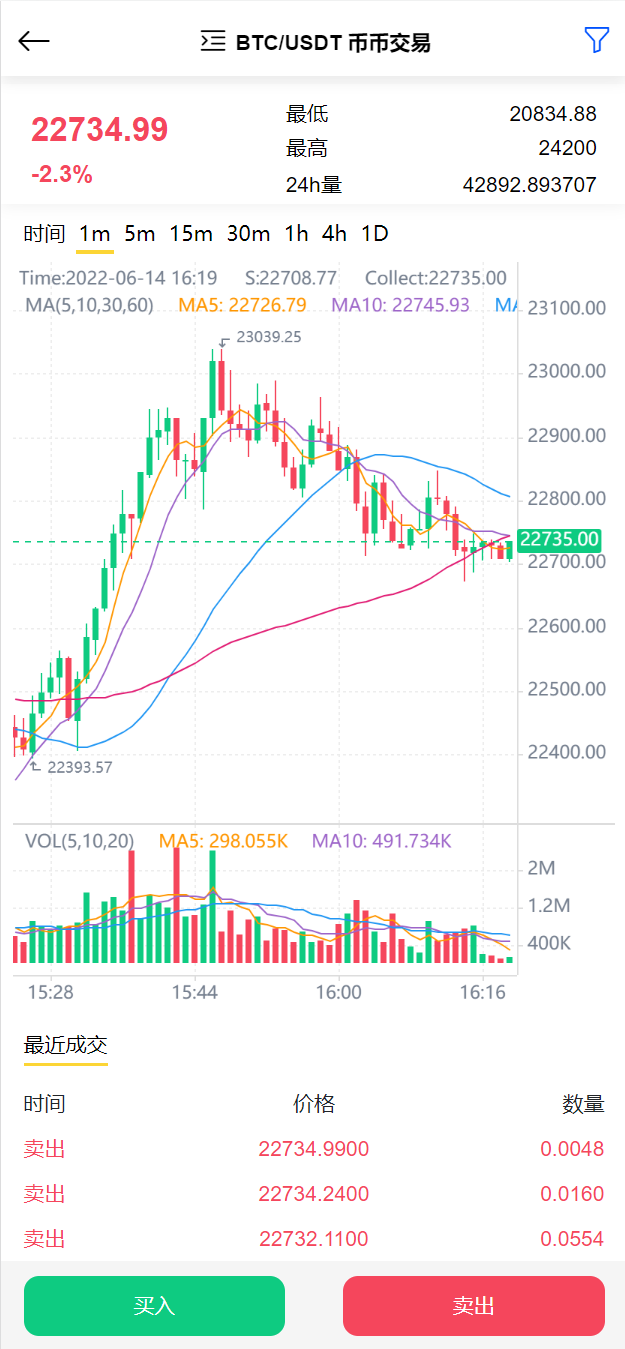 BTC/USDT 币币交易
22734.99
-2.3%
最低 20834.88
最高 24200
24h量 42892.893707
时间 1m 5m 15m 30m 1h 4h 1D
Time:2022-06-14 16:19 S:22708.77 Collect:22735.00
MA(5,10,30,60) MA5: 22726.79 MA10: 22745.93 MA
23100.00
23039.25
23000.00
22900.00
22800.00
22735.00
22700.00
22600.00
22500.00
22400.00
22393.57
VOL(5,10,20) MA5: 298.055K MA10: 491.734K
2M
1.2M
400K
15:28 15:44 16:00 16:16
最近成交
时间 价格 数量
卖出 22734.9900 0.0048
卖出 22734.2400 0.0160
卖出 22732.1100 0.0554
买入 卖出